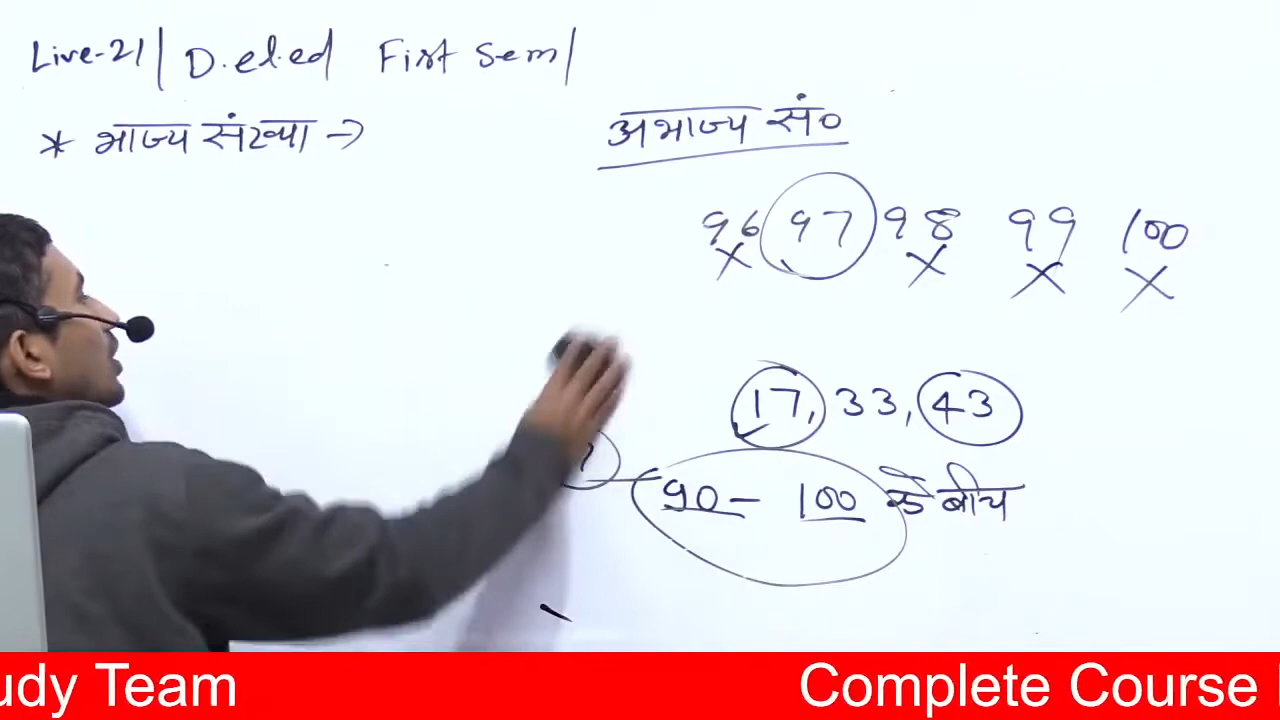 Live-21 | D.el.ed First Sem |
* भाज्य संख्या →
अभाज्य सं०
96 97 98 99 100
X X X X
17, 33, 43
90 - 100 के बीच
udy Team Complete Course